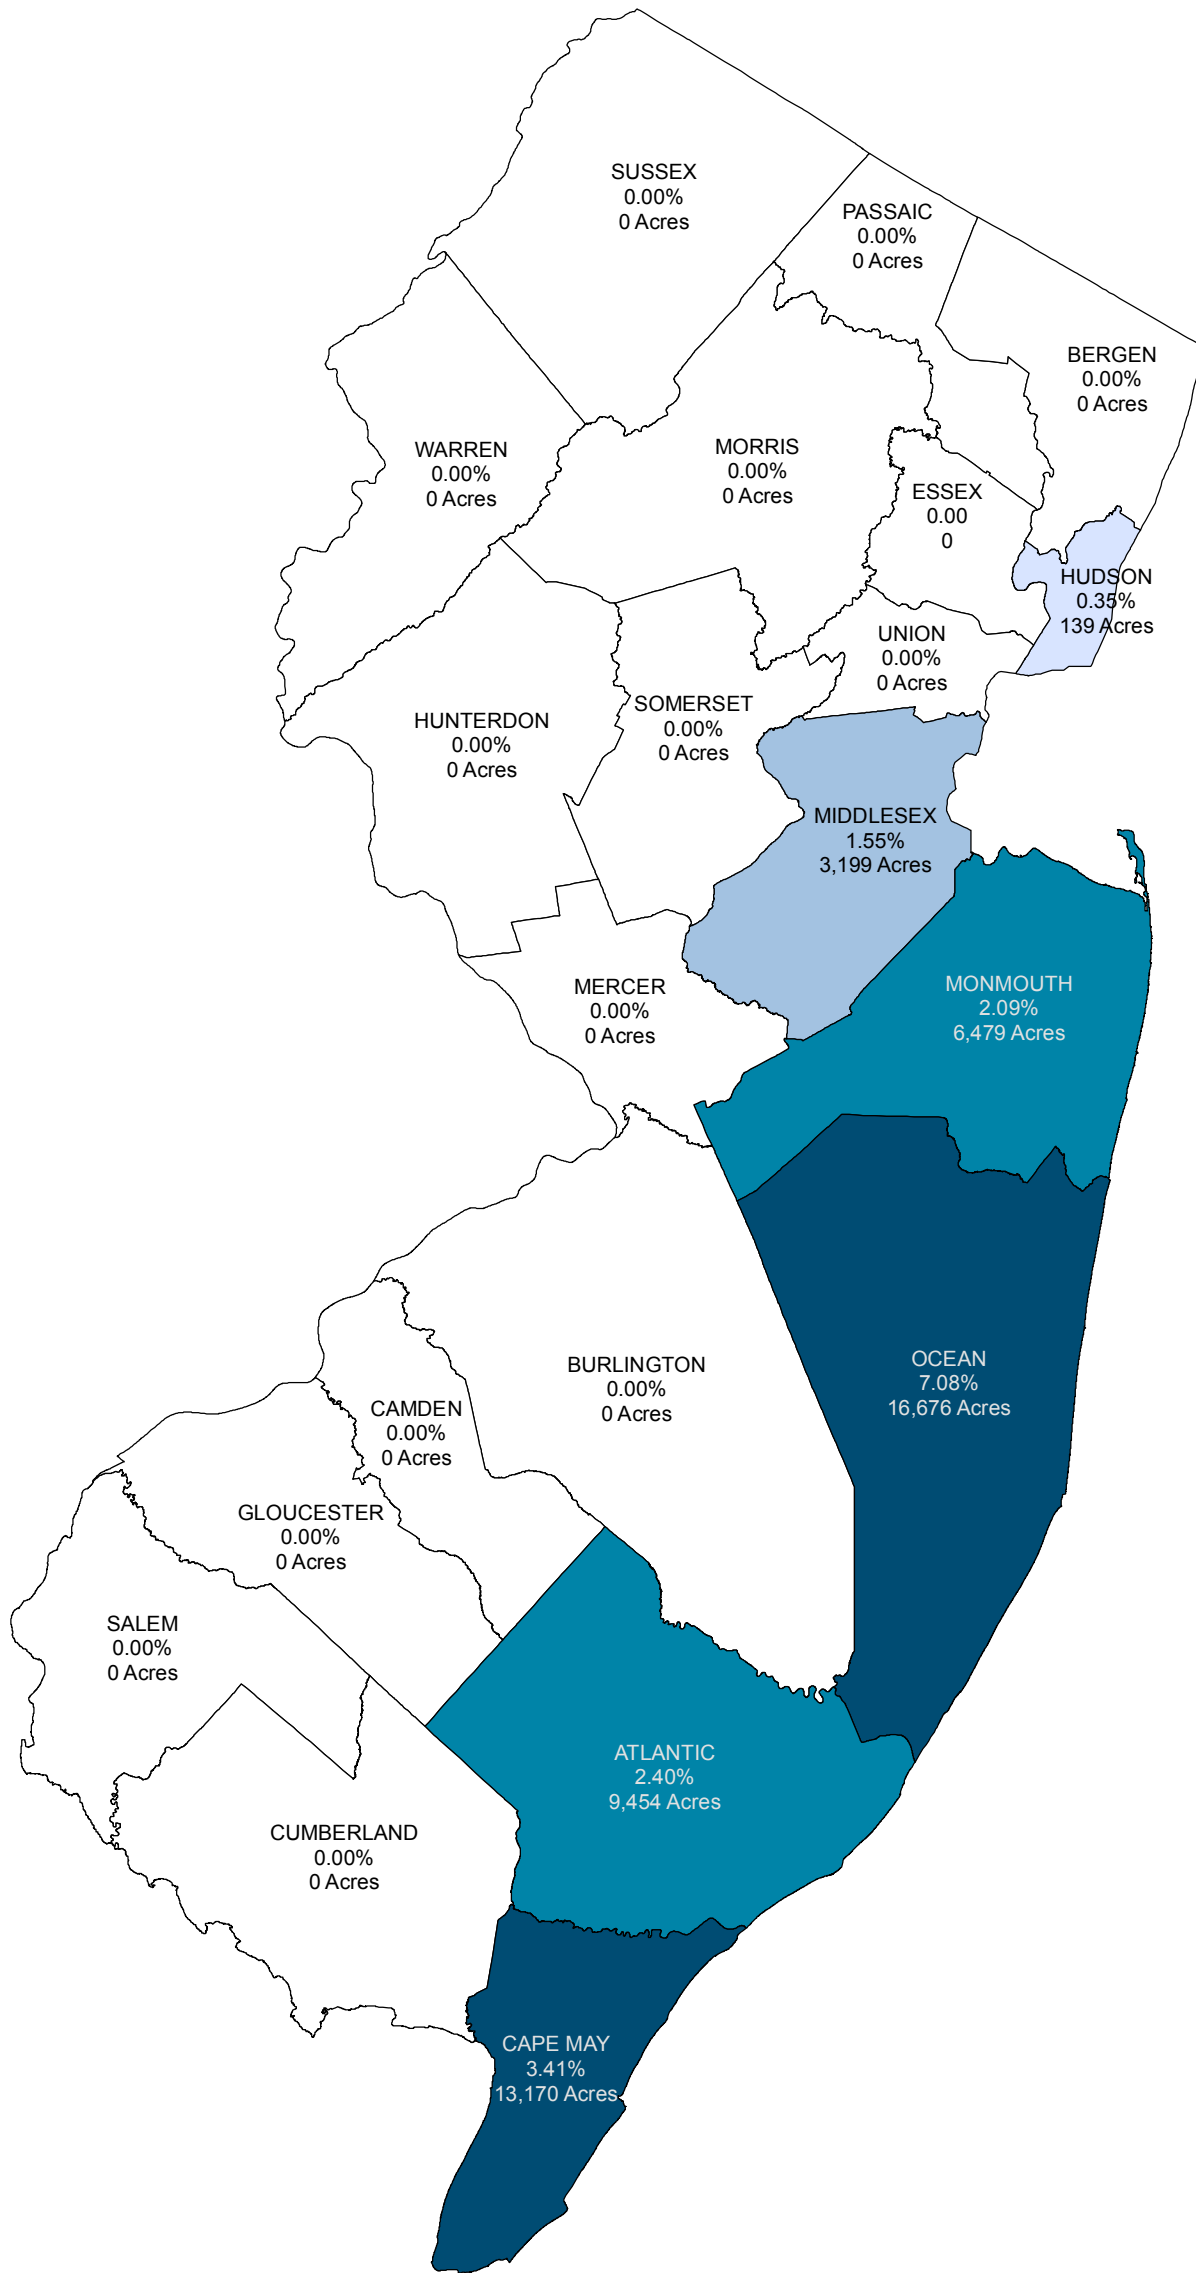 SUSSEX
0.00%
0 Acres
PASSAIC
0.00%
0 Acres
BERGEN
0.00%
0 Acres
WARREN
0.00%
0 Acres
MORRIS
0.00%
0 Acres
ESSEX
0.00
0
HUDSON
0.35%
139 Acres
UNION
0.00%
0 Acres
HUNTERDON
0.00%
0 Acres
SOMERSET
0.00%
0 Acres
MIDDLESEX
1.55%
3,199 Acres
MERCER
0.00%
0 Acres
MONMOUTH
2.09%
6,479 Acres
OCEAN
7.08%
16,676 Acres
BURLINGTON
0.00%
0 Acres
CAMDEN
0.00%
0 Acres
GLOUCESTER
0.00%
0 Acres
SALEM
0.00%
0 Acres
ATLANTIC
2.40%
9,454 Acres
CUMBERLAND
0.00%
0 Acres
CAPE MAY
3.41%
13,170 Acres